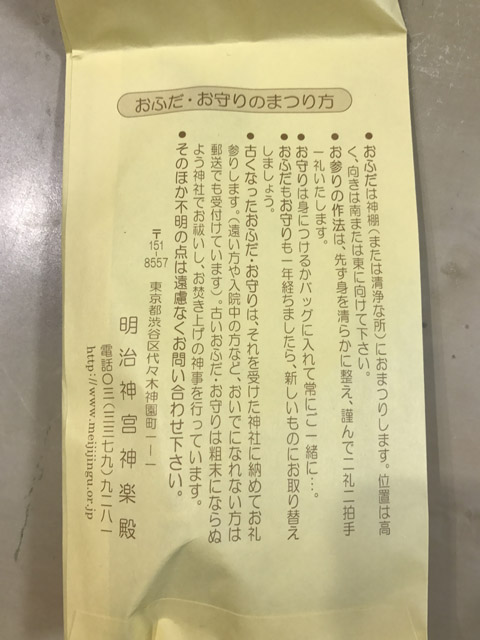 おふだ・お守りのまつり方
●おふだは神棚(または清浄な所)におまつりします。位置は高
く、向きは南または東に向けて下さい。
●お参りの作法は、先ず身を清らかに整え、謹んで二礼二拍手
一礼いたします。
●お守りは身につけるかバッグに入れて常にご一緒に…。
●おふだもお守りも一年経ちましたら、新しいものにお取り替え
しましょう。
●古くなったおふだ・お守りは、それを受けた神社に納めてお礼
参りします。(遠い方や入院中の方など、おいでになれない方は
郵送でも受付けています)。古いおふだ・お守りは粗末にならぬ
よう神社でお祓いし、お焚き上げの神事を行っています。
●そのほか不明の点は遠慮なくお問い合わせ下さい。
〒151-8557 東京都渋谷区代々木神園町一ー一
明治神宮神楽殿
電話〇三(三三七九)九二八一
http://www.meijijingu.or.jp